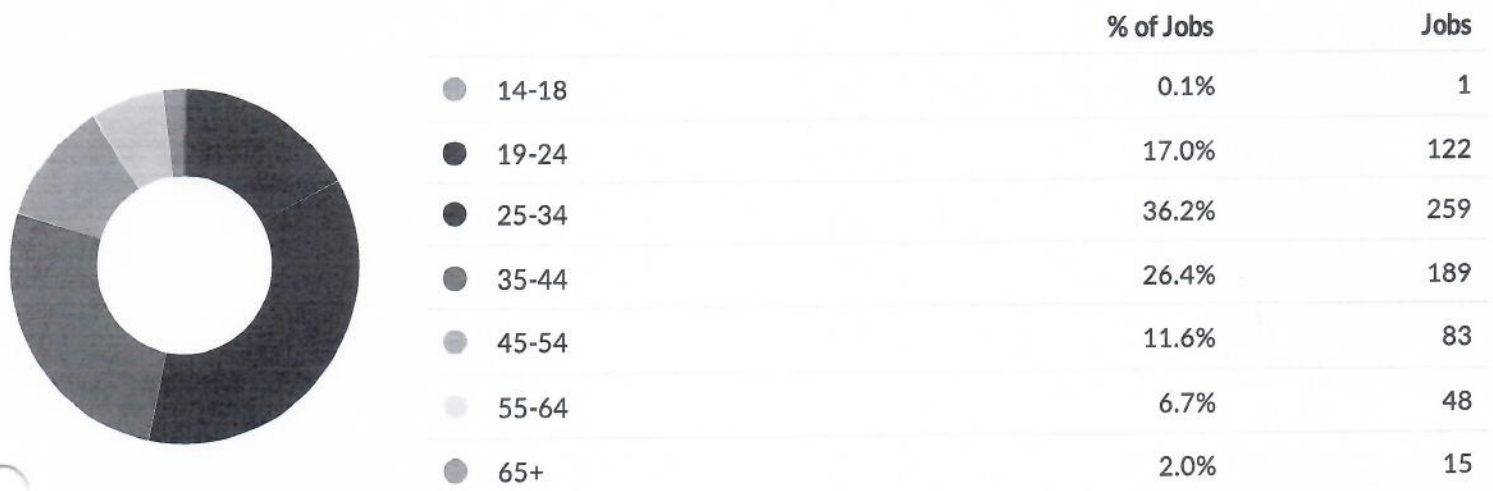 % of Jobs Jobs
14-18 0.1% 1
19-24 17.0% 122
25-34 36.2% 259
35-44 26.4% 189
45-54 11.6% 83
55-64 6.7% 48
65+ 2.0% 15